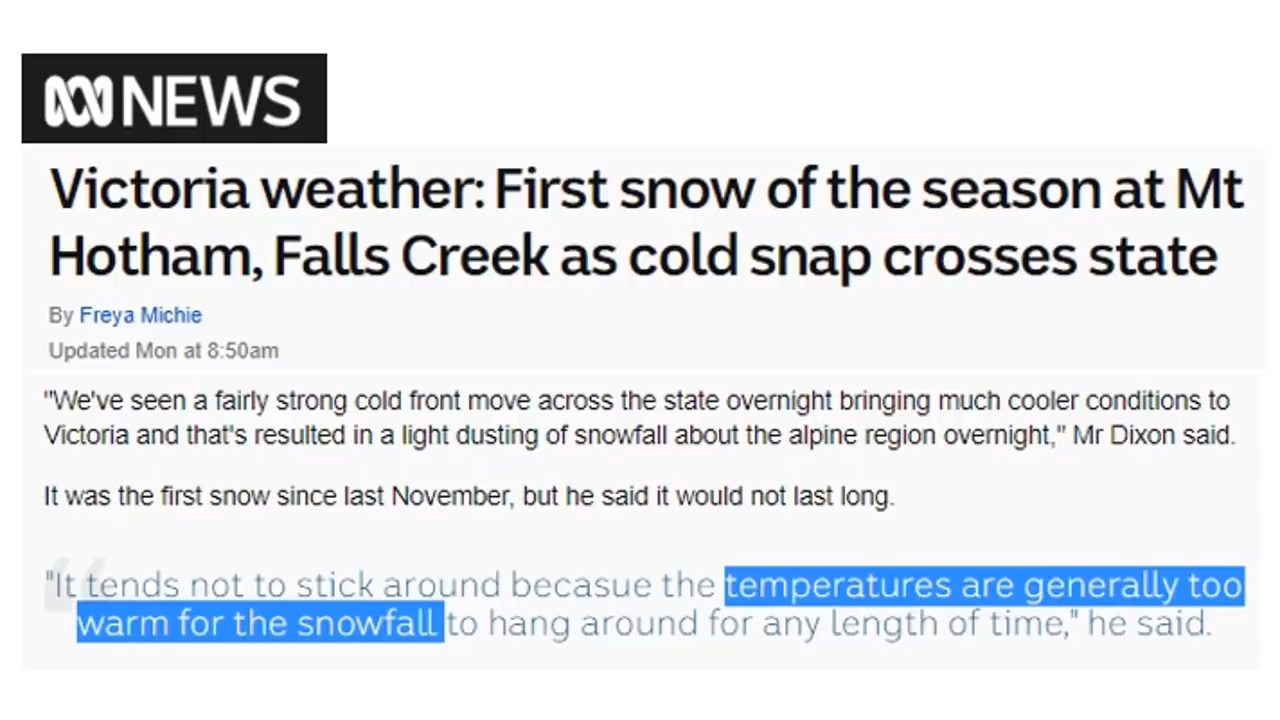 NEWS
Victoria weather: First snow of the season at Mt
Hotham, Falls Creek as cold snap crosses state
By Freya Michie
Updated Mon at 8:50am
"We've seen a fairly strong cold front move across the state overnight bringing much cooler conditions to
Victoria and that's resulted in a light dusting of snowfall about the alpine region overnight," Mr Dixon said.
It was the first snow since last November, but he said it would not last long.
"It tends not to stick around becasue the temperatures are generally too
warm for the snowfall to hang around for any length of time," he said.